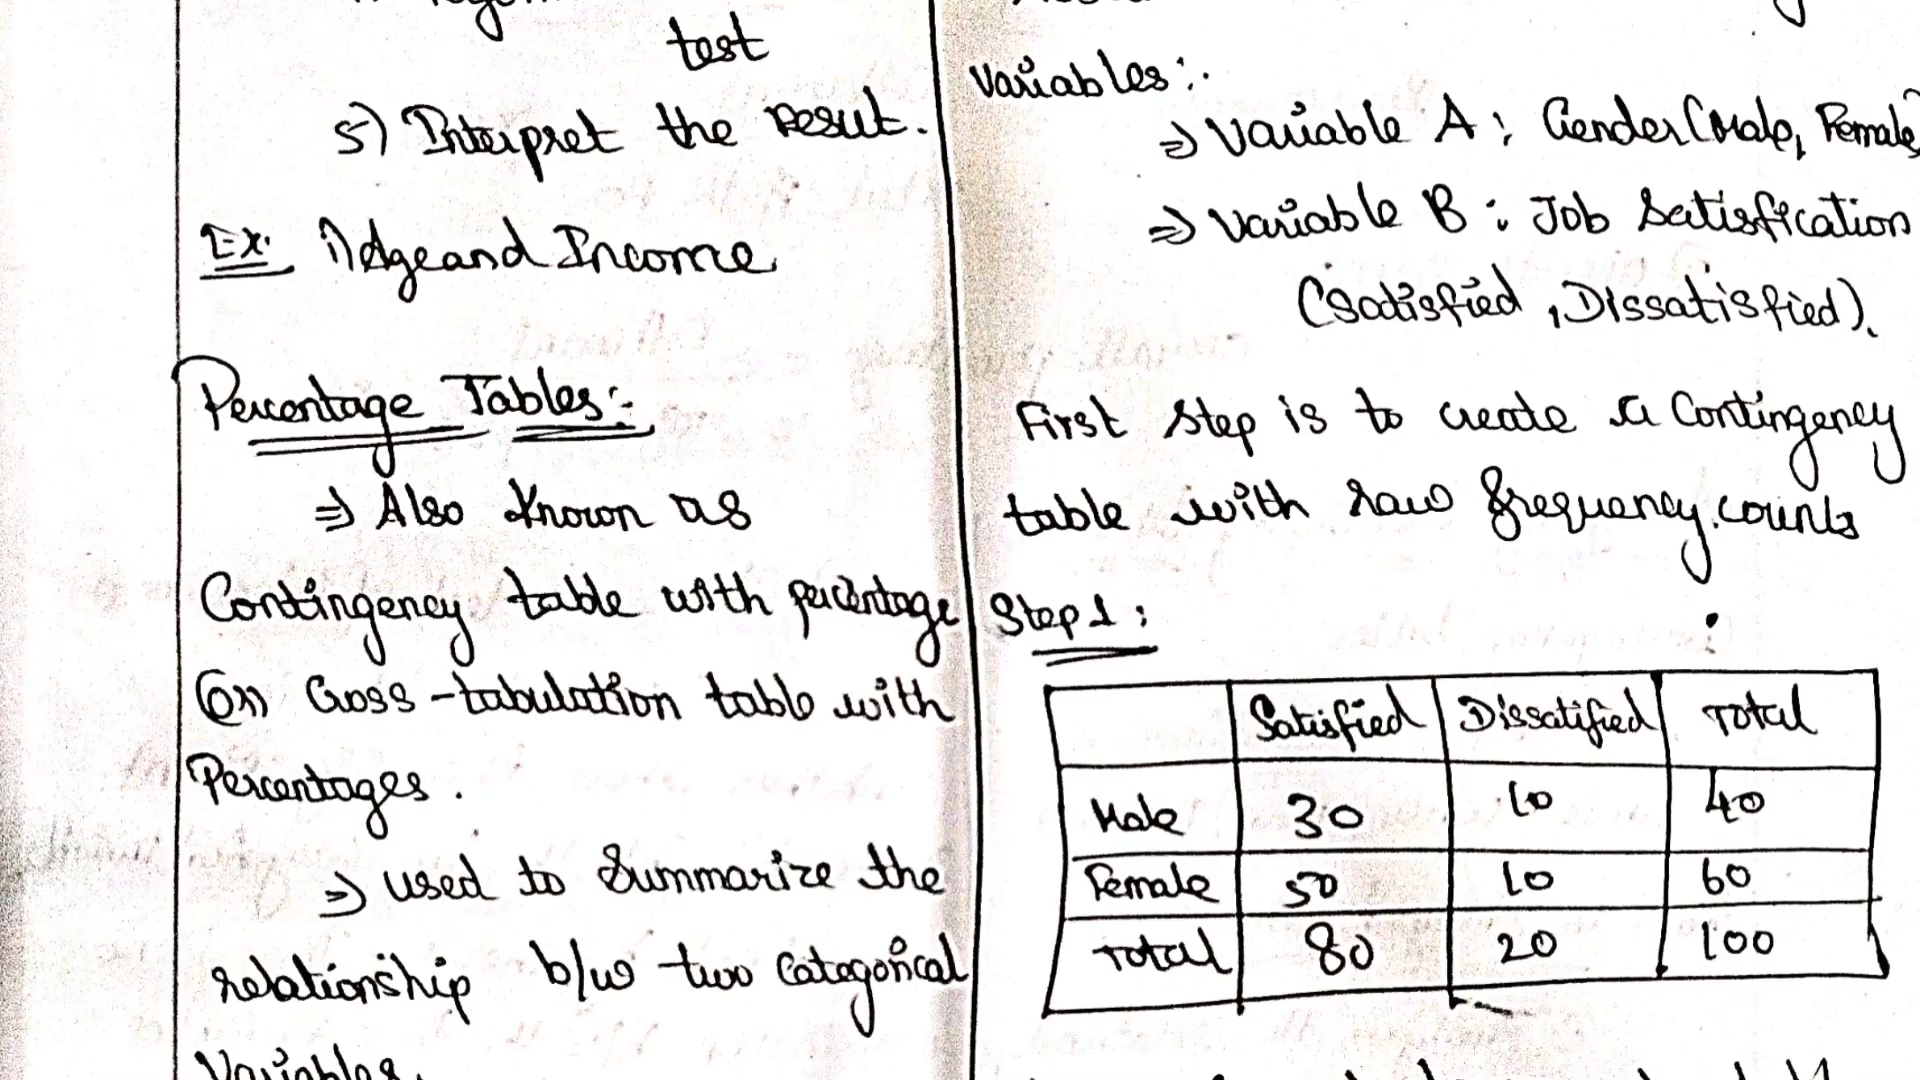 test
5) Interpret the result.
Ex: 1) Age and Income
Percentage Tables:-
⇒ Also known as
Contingency table with percentage
(or) Cross-tabulation table with
Percentages.
⇒ used to summarize the
relationship b/w two categorical
Variables.
Variables:-
⇒ Variable A: Gender (Male, Female)
⇒ Variable B: Job Satisfication
(Satisfied, Dissatisfied).
First step is to create a Contingency
table with raw frequency counts
Step 1:
Satisfied Dissatified Total
Male 30 10 40
Female 50 10 60
Total 80 20 100